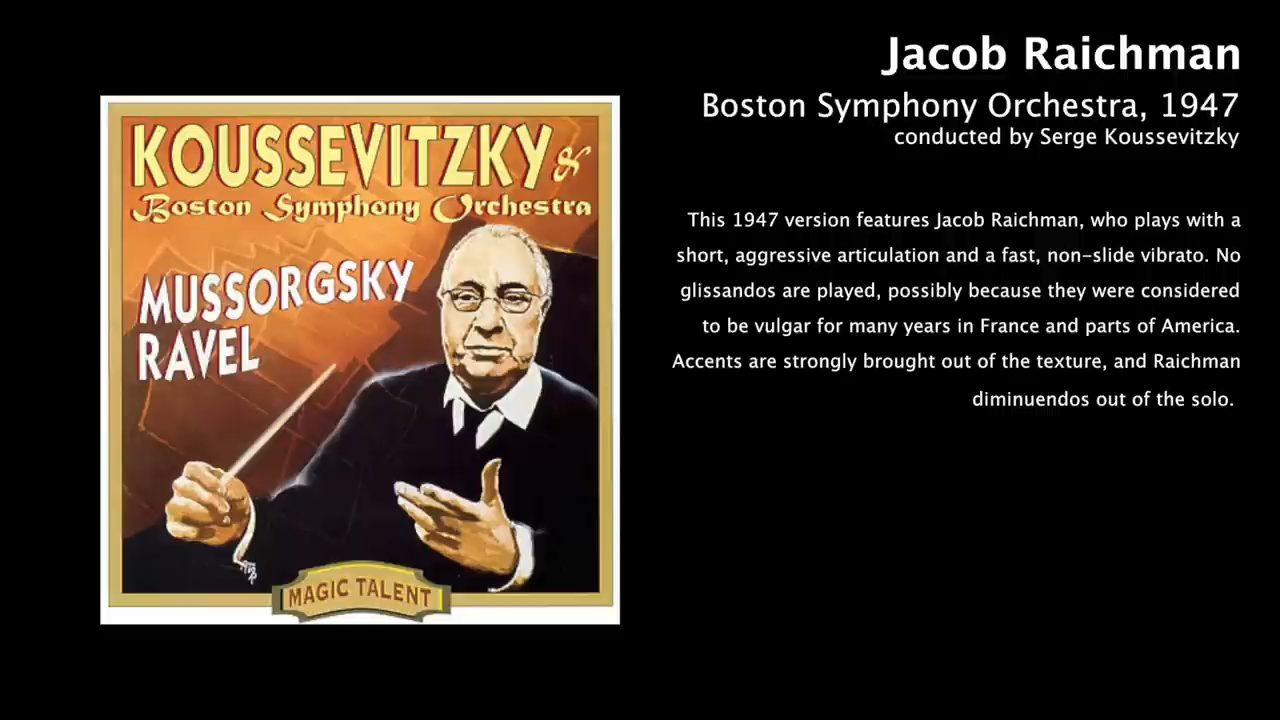 Jacob Raichman
Boston Symphony Orchestra, 1947
conducted by Serge Koussevitzky
This 1947 version features Jacob Raichman, who plays with a
short, aggressive articulation and a fast, non-slide vibrato. No
glissandos are played, possibly because they were considered
to be vulgar for many years in France and parts of America.
Accents are strongly brought out of the texture, and Raichman
diminuendos out of the solo.
KOUSSEVITZKY &
Boston Symphony Orchestra
MUSSORGSKY
RAVEL
MAGIC TALENT